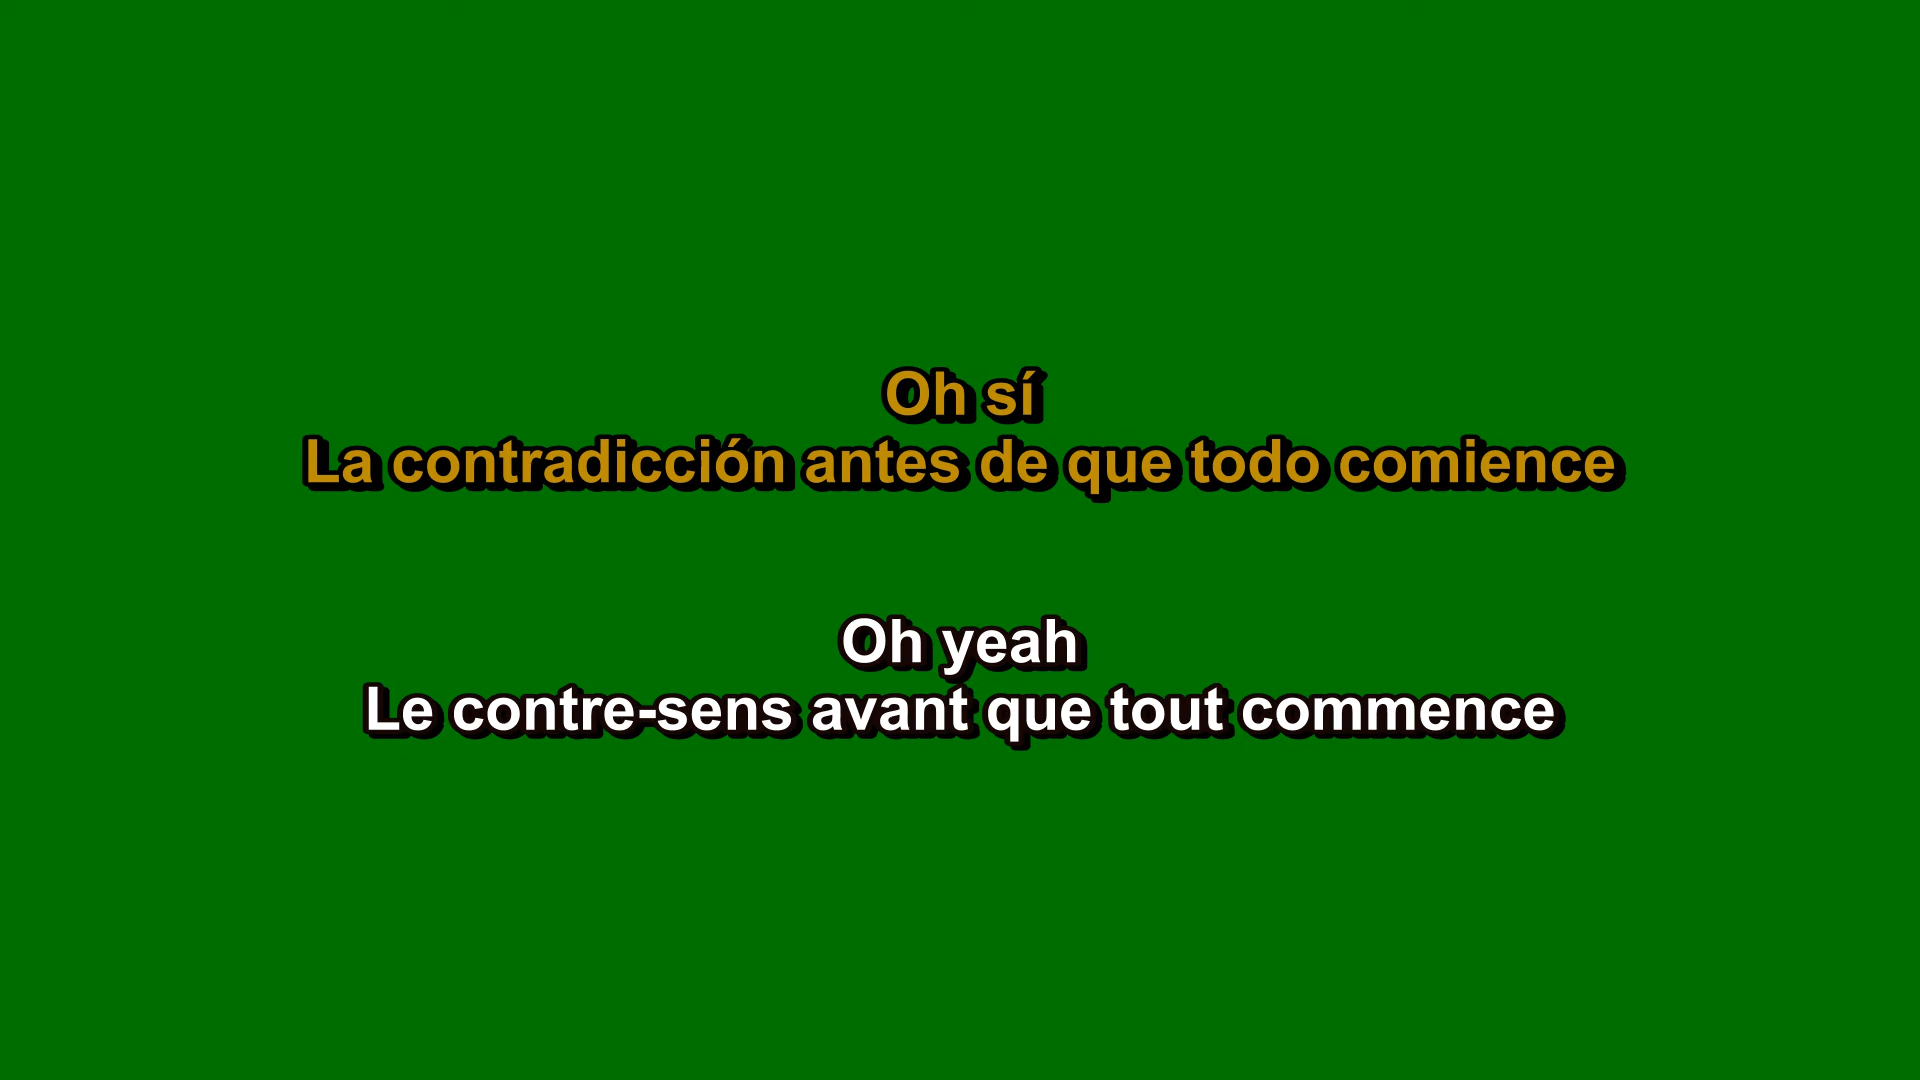 Oh sí
La contradicción antes de que todo comience
Oh yeah
Le contre-sens avant que tout commence